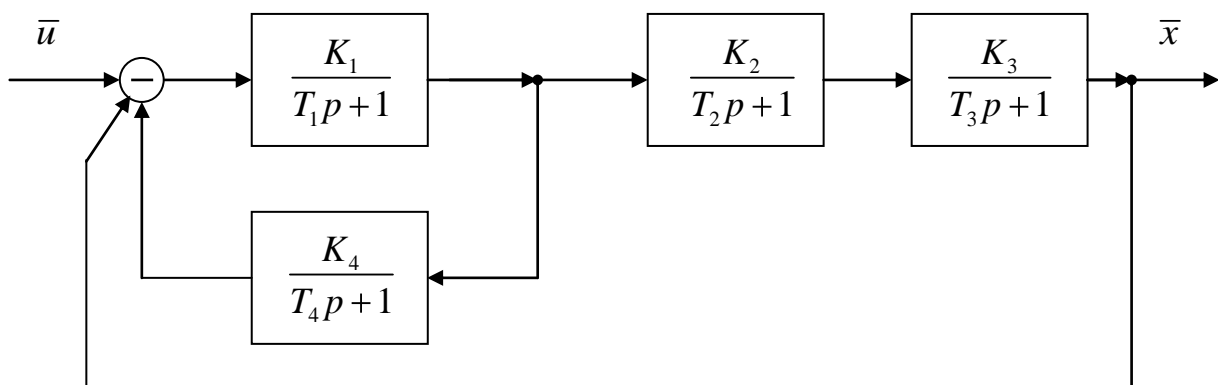 u̅
x̅
−
K₁
T₁p + 1
K₂
T₂p + 1
K₃
T₃p + 1
K₄
T₄p + 1